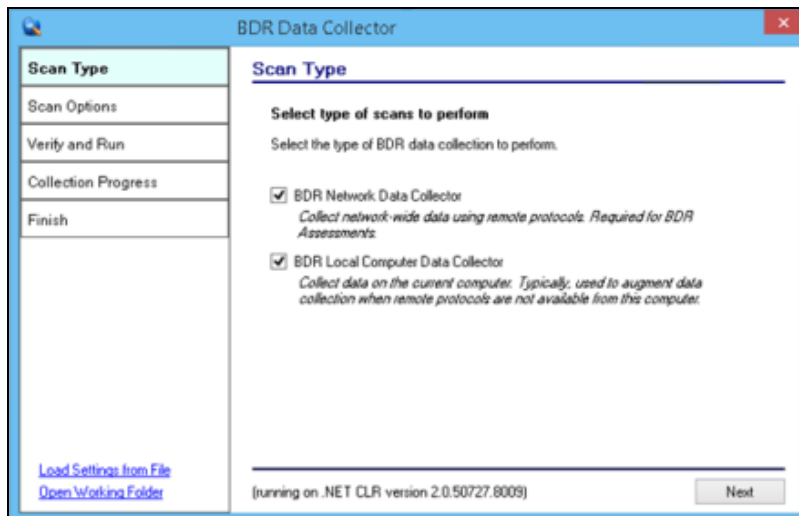 BDR Data Collector
Scan Type
Scan Options
Verify and Run
Collection Progress
Finish
Load Settings from File
Open Working Folder
Scan Type
Select type of scans to perform
Select the type of BDR data collection to perform.
BDR Network Data Collector
Collect network-wide data using remote protocols. Required for BDR
Assessments.
BDR Local Computer Data Collector
Collect data on the current computer. Typically, used to augment data
collection when remote protocols are not available from this computer.
(running on .NET CLR version 2.0.50727.8009)
Next